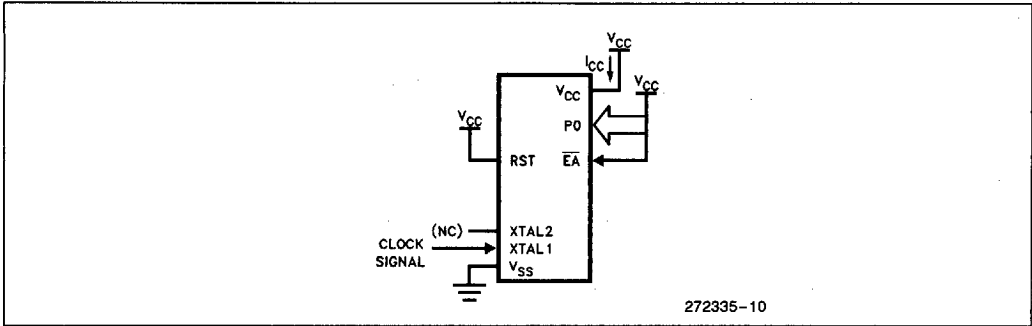 VCC
ICC
VCC
VCC
P0
VCC
RST
EA
(NC)
XTAL2
CLOCK
SIGNAL
XTAL1
VSS
272335-10